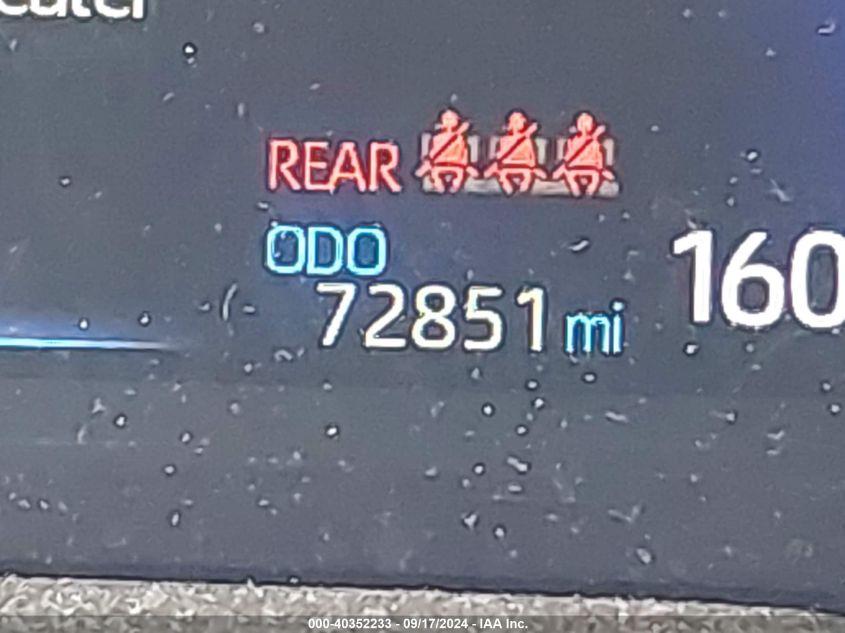 REAR
ODO
72851 mi
160
000-40352233 - 09/17/2024 - IAA Inc.